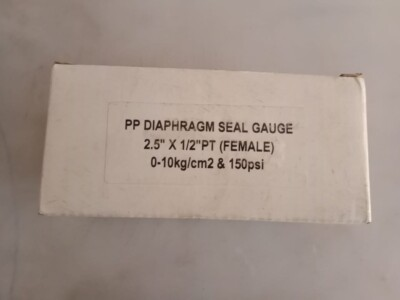 PP DIAPHRAGM SEAL GAUGE
2.5" X 1/2"PT (FEMALE)
0-10kg/cm2 & 150psi